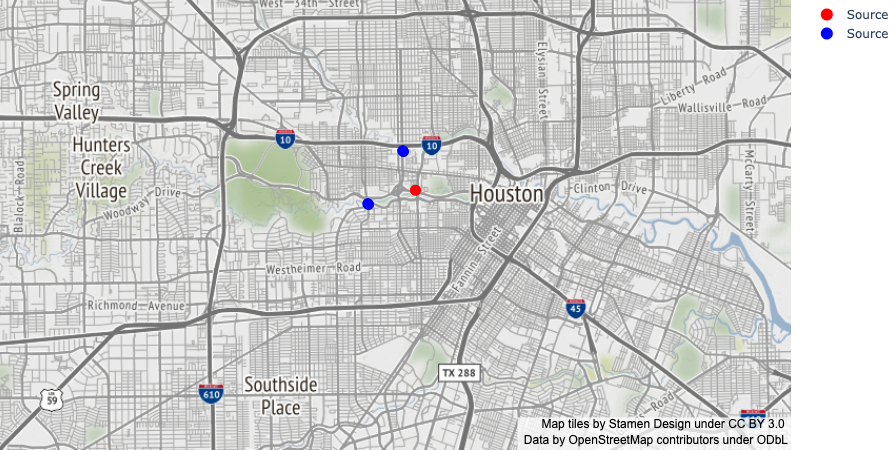 West—34th—Street
Source
Source
Elysian—Street
Spring
Valley
Liberty—Road
Wallisville—Road
10
10
Hunters
Creek
Village
Blalock—Road
McCarty—Street
Woodway—Drive
Houston
Clinton—Drive
Fannin—Street
Westheimer—Road
Richmond—Avenue
45
TX 288
Southside
Place
US
59
610
Road
Map tiles by Stamen Design under CC BY 3.0
Data by OpenStreetMap contributors under ODbL